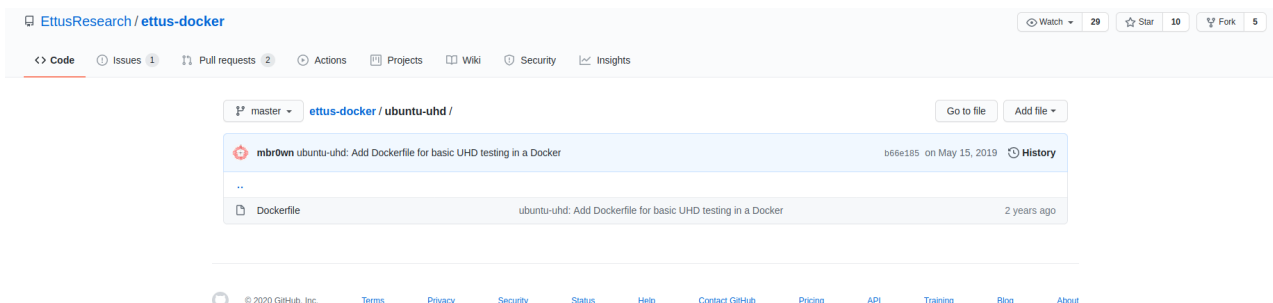 EttusResearch / ettus-docker
Watch 29 Star 10 Fork 5
Code Issues 1 Pull requests 2 Actions Projects Wiki Security Insights
master ettus-docker / ubuntu-uhd / Go to file Add file
mbr0wn ubuntu-uhd: Add Dockerfile for basic UHD testing in a Docker b66e185 on May 15, 2019 History
..
Dockerfile ubuntu-uhd: Add Dockerfile for basic UHD testing in a Docker 2 years ago
© 2020 GitHub, Inc. Terms Privacy Security Status Help Contact GitHub Pricing API Training Blog About